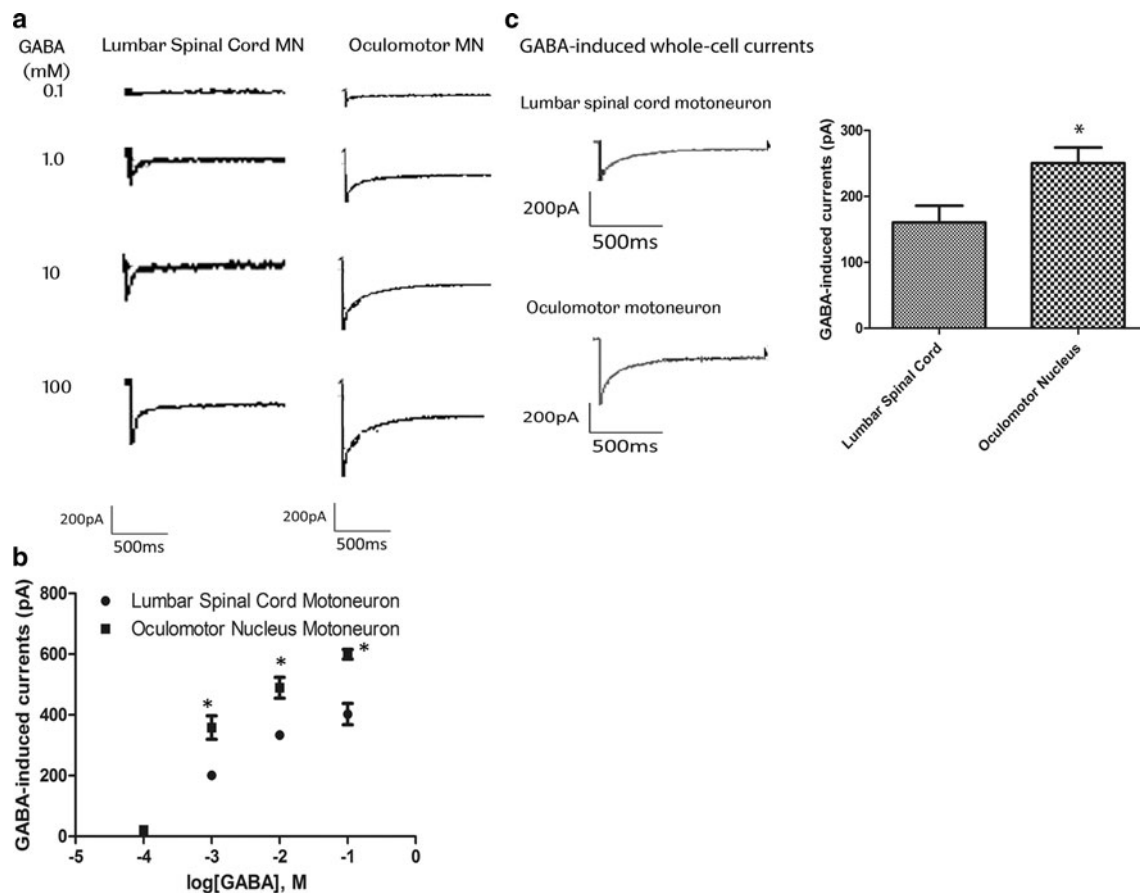 a
GABA
(mM)
Lumbar Spinal Cord MN
Oculomotor MN
0.1
1.0
10
100
200pA
500ms
200pA
500ms
b
GABA-induced currents (pA)
800
600
400
200
0
-5
-4
-3
-2
-1
0
log[GABA], M
Lumbar Spinal Cord Motoneuron
Oculomotor Nucleus Motoneuron
*
*
*
c
GABA-induced whole-cell currents
Lumbar spinal cord motoneuron
200pA
500ms
Oculomotor motoneuron
200pA
500ms
GABA-induced currents (pA)
300
200
100
0
*
Lumbar Spinal Cord
Oculomotor Nucleus